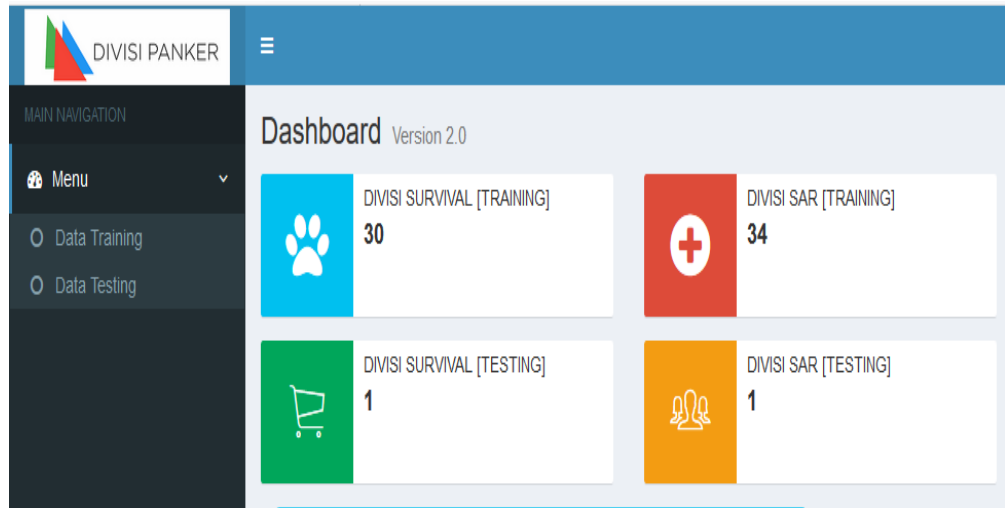 DIVISI PANKER
MAIN NAVIGATION
Menu
Data Training
Data Testing
Dashboard Version 2.0
DIVISI SURVIVAL [TRAINING]
30
DIVISI SAR [TRAINING]
34
DIVISI SURVIVAL [TESTING]
1
DIVISI SAR [TESTING]
1